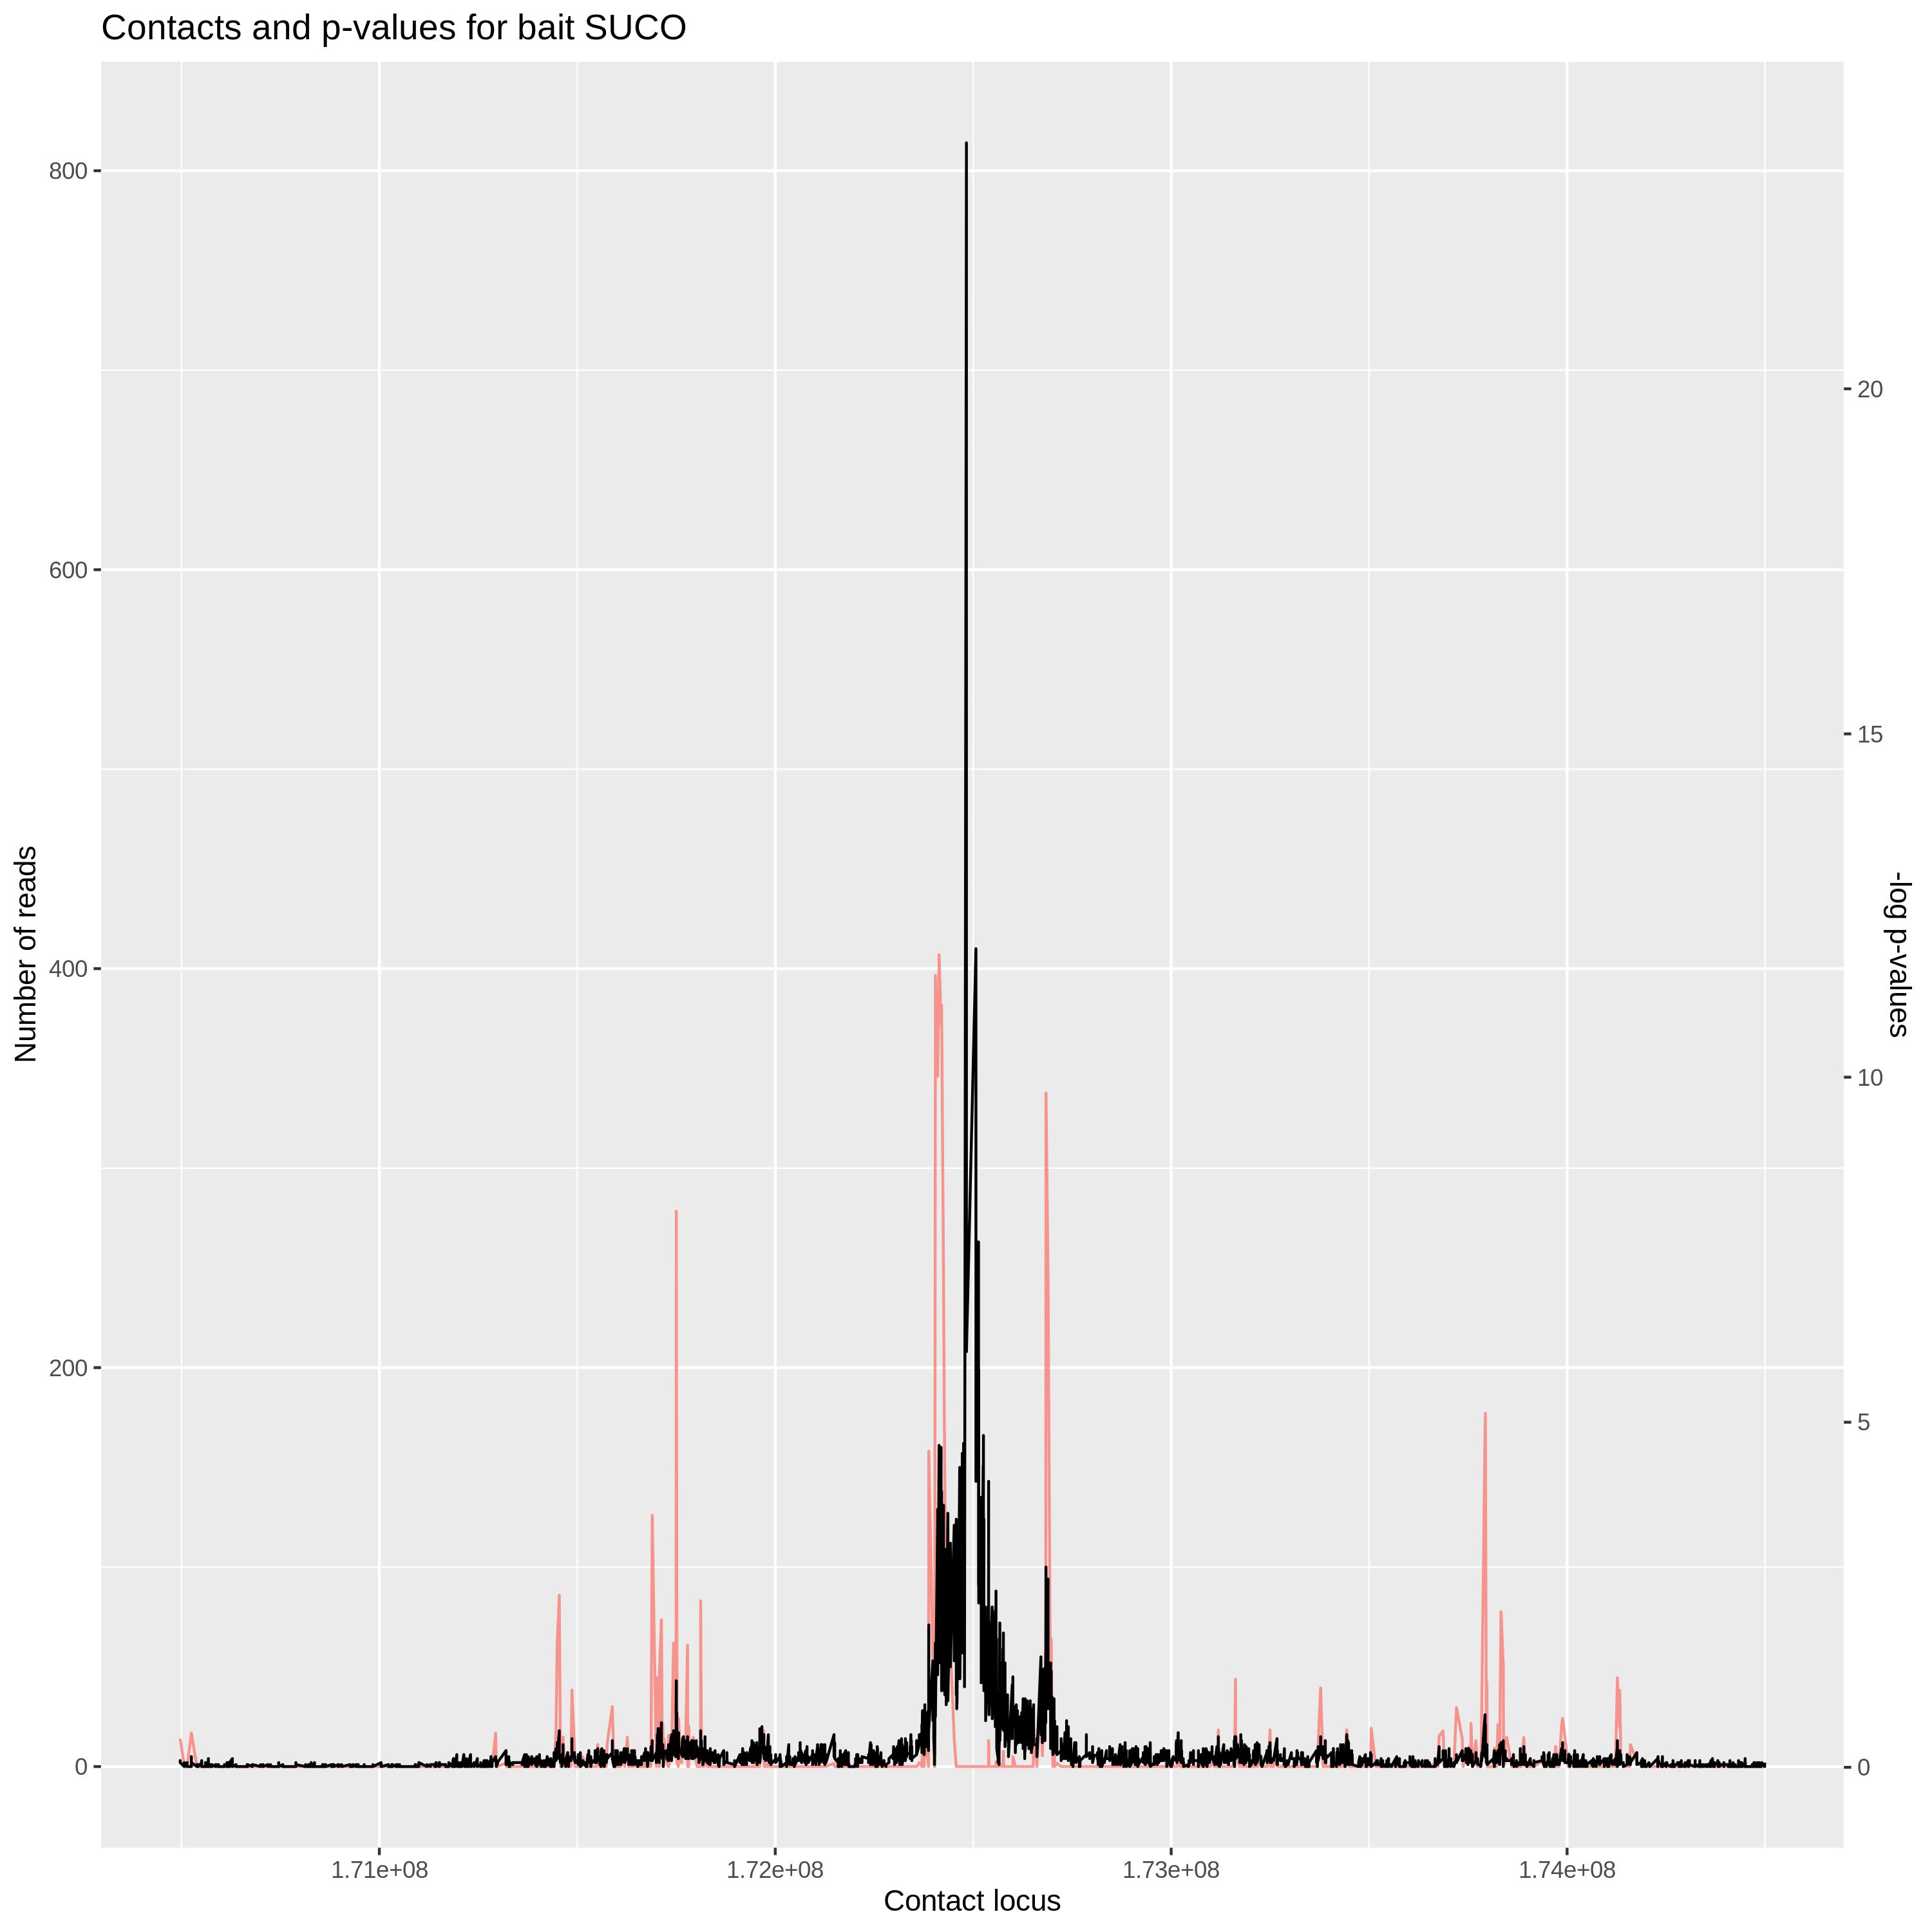 Contacts and p-values for bait SUCO
800
600
400
200
0
Number of reads
20
15
10
5
0
-log p-values
1.71e+08
1.72e+08
1.73e+08
1.74e+08
Contact locus